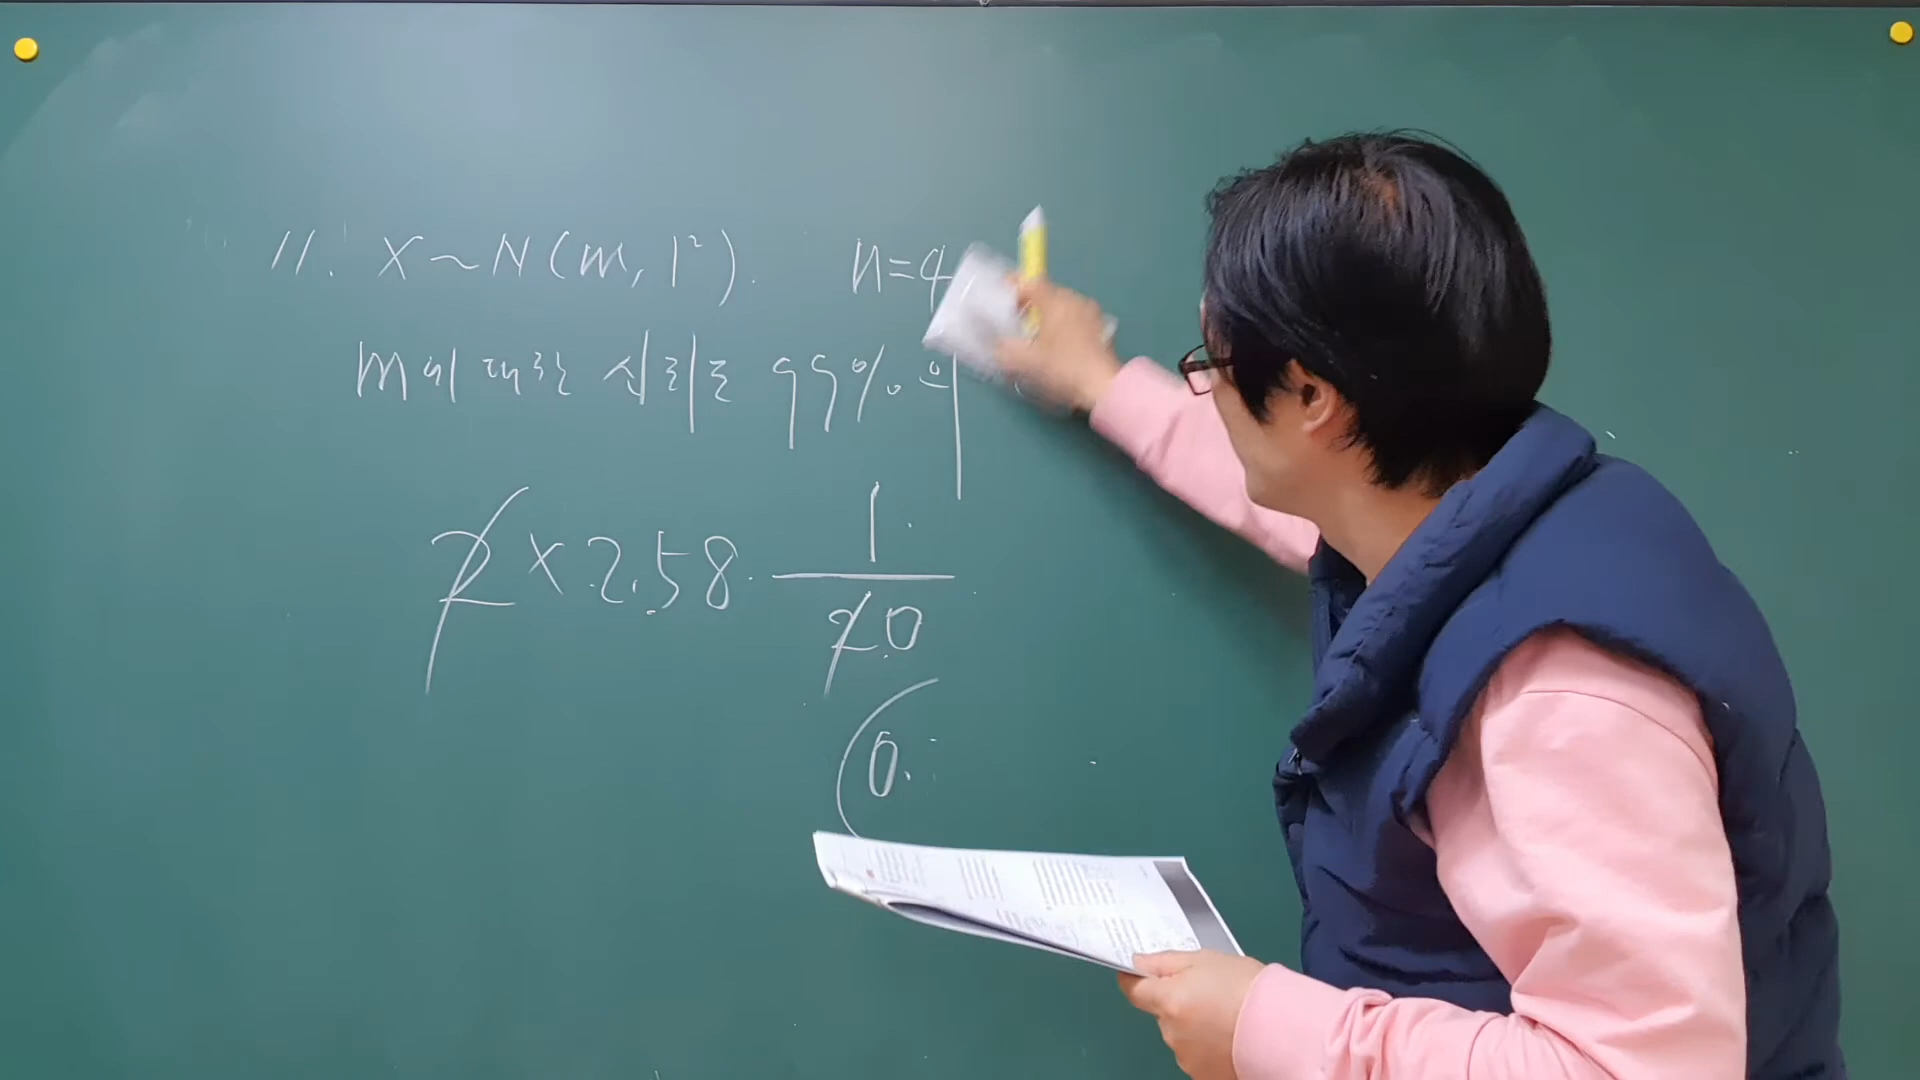 11. X~N(m, 1²). n=4
m에 대한 신뢰도 99%의
2 × 2.58 · 1
20
(0.